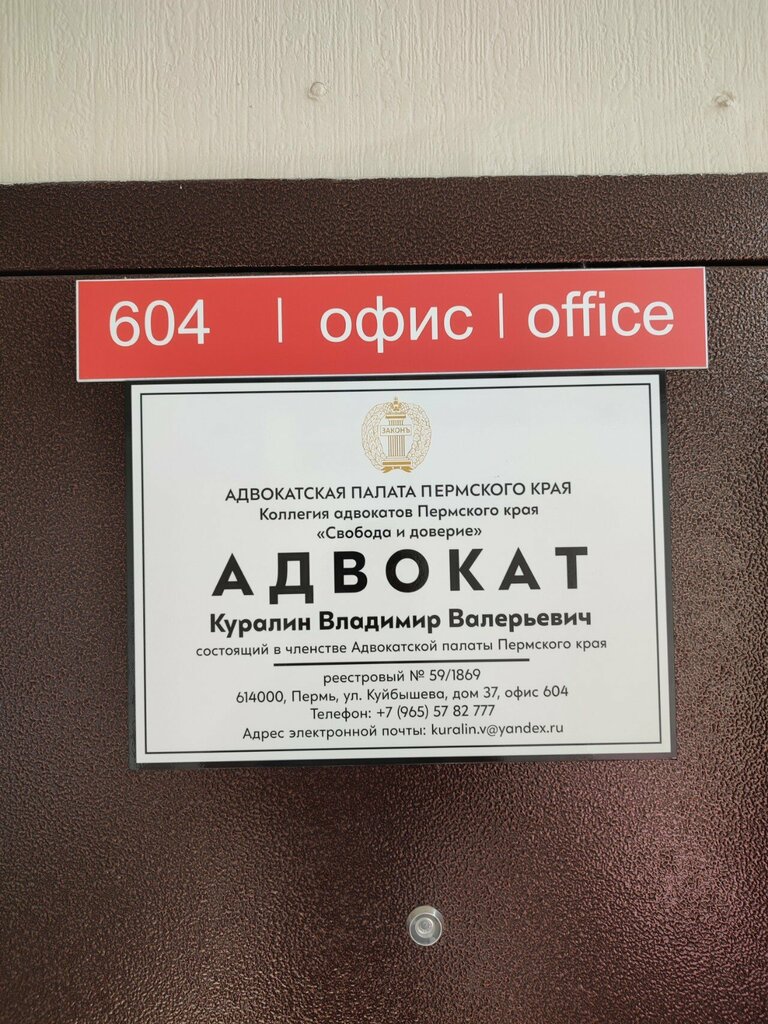 604 | офис | office
ЗАКОНЪ
АДВОКАТСКАЯ ПАЛАТА ПЕРМСКОГО КРАЯ
Коллегия адвокатов Пермского края
«Свобода и доверие»
АДВОКАТ
Куралин Владимир Валерьевич
состоящий в членстве Адвокатской палаты Пермского края
реестровый № 59/1869
614000, Пермь, ул. Куйбышева, дом 37, офис 604
Телефон: +7 (965) 57 82 777
Адрес электронной почты: kuralin.v@yandex.ru